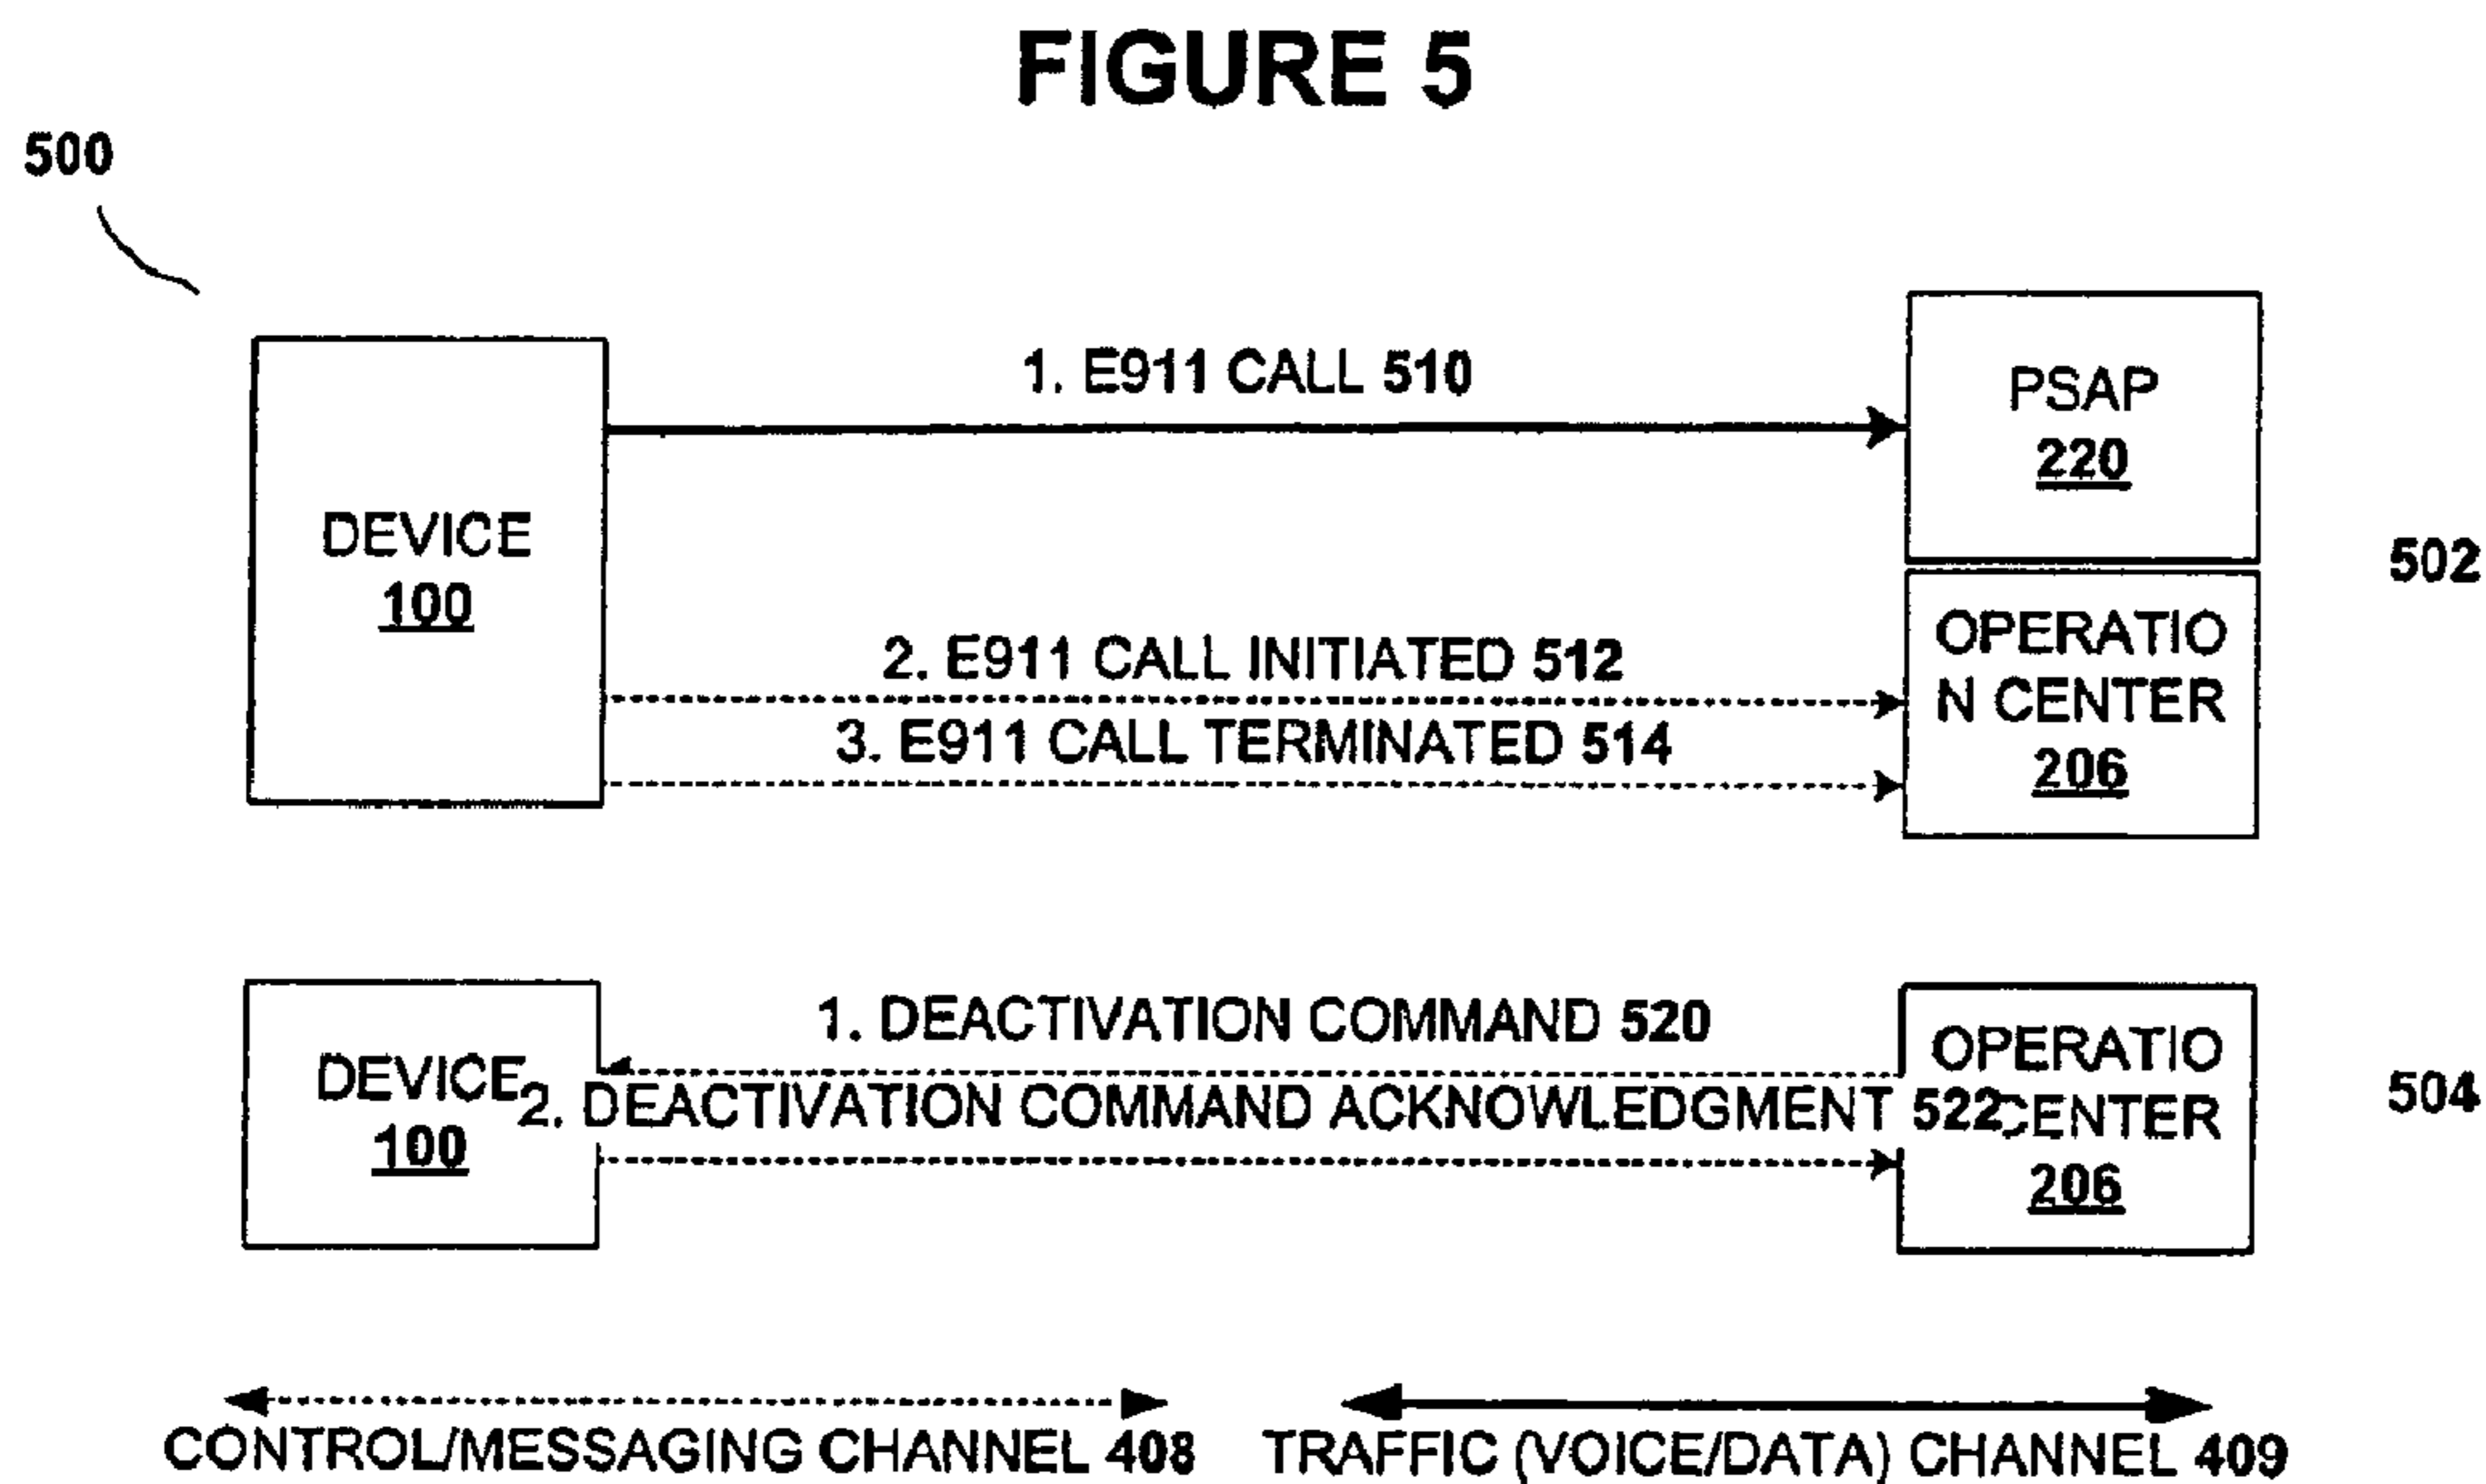 FIGURE 5
500
1. E911 CALL 510
PSAP
220
DEVICE
100
502
OPERATIO
N CENTER
206
2. E911 CALL INITIATED 512
3. E911 CALL TERMINATED 514
1. DEACTIVATION COMMAND 520
DEVICE
100
2. DEACTIVATION COMMAND ACKNOWLEDGMENT 522
OPERATIO
CENTER
206
504
CONTROL/MESSAGING CHANNEL 408
TRAFFIC (VOICE/DATA) CHANNEL 409